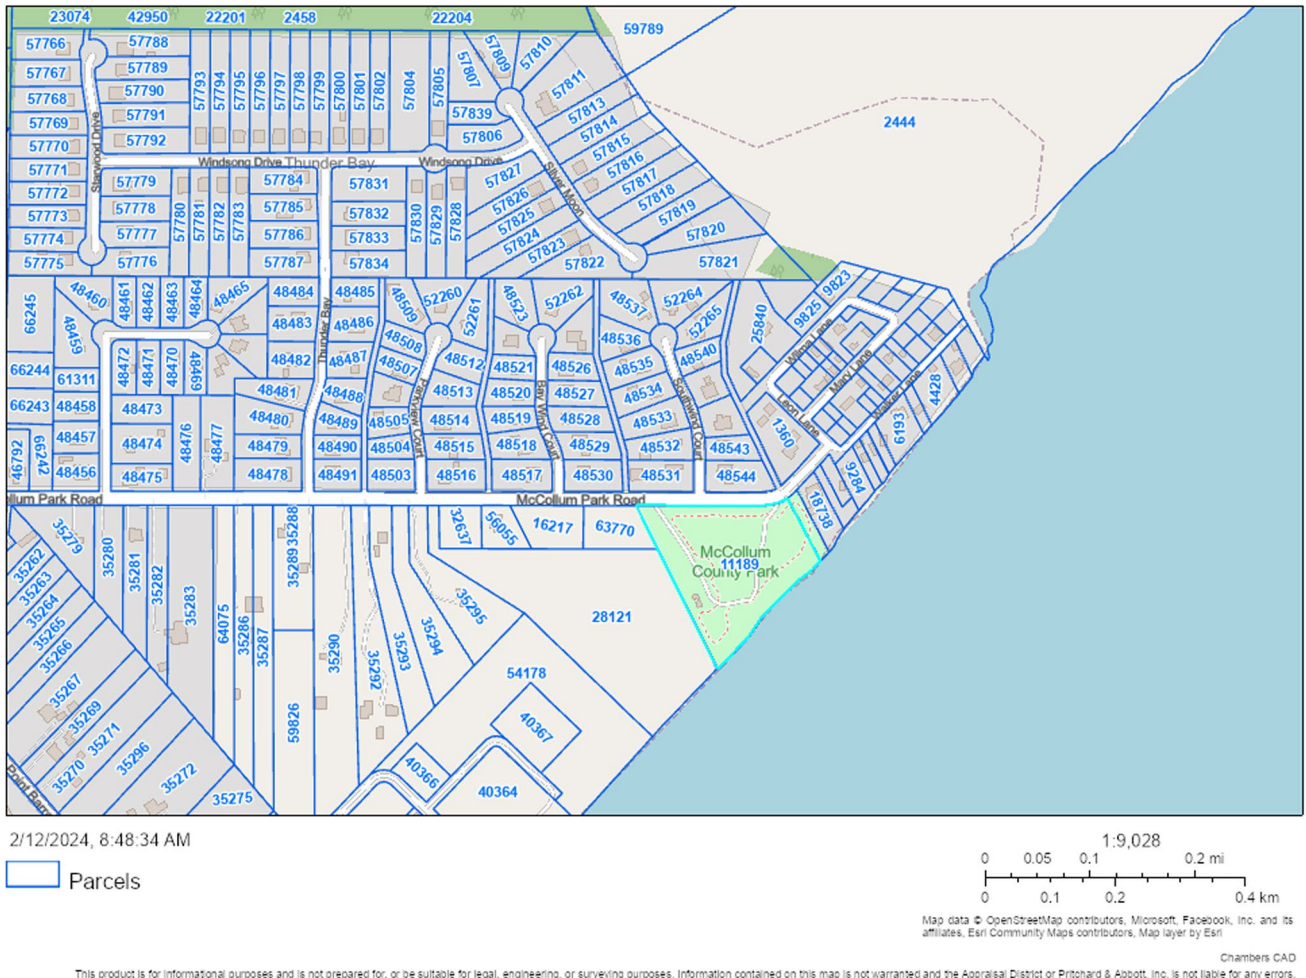 23074 42950 22201 2458 22204
59789
57766 57788 57809 57810
57767 57789 57807 57811
57768 57790 57793 57794 57795 57796 57797 57798 57799 57800 57801 57802 57804 57805
57769 57791 57839 57813 2444
57770 57792 57806 57814
Starwood Drive
Windsong Drive Thunder Bay Windsong Drive
57771 57779 57784 57831 57827 Silver Moon 57815
57772 57778 57780 57781 57782 57783 57785 57832 57830 57829 57828 57826 57816
57773 57777 57786 57833 57825 57817
57774 57776 57787 57834 57824 57818
57775 57823 57819
57822 57820
57821
66245 48460 48461 48462 48463 48464 48465 48484 48485 48509 52260 52261 48523 52262 48537 52264 52265 25840 9825 9823
48459 48483 48486 48508 48536
Thunder Bay
66244 48472 48471 48470 48469 48482 48487 48507 48512 48521 48526 48535 48540 Wilma Lane
61311 48481 48488 48513 48520 48527 48534 Mary Lane
66243 48458 48473 48480 48489 48505 48514 48519 48528 48533 Leon Lane Walker Lane 4428
Parkview Court Bay Wind Court Southwind Court
46792 66242 48457 48474 48476 48477 48479 48490 48504 48515 48518 48529 48532 48543 1360 6193
48456 48475 48478 48491 48503 48516 48517 48530 48531 48544 9284
ollum Park Road McCollum Park Road
18738
35279 35280 35281 35282 35283 35289 35288 32637 56055 16217 63770
McCollum
11189
County Park
35262
35263
35264
35265
35266
64075 35286 35287 35290 35292 35293 35294 35295 28121
35267 54178
35269
35271 59826 40367
35270 35296 35272 35275 40366 40364
2/12/2024, 8:48:34 AM
Parcels
1:9,028
0 0.05 0.1 0.2 mi
0 0.1 0.2 0.4 km
Map data © OpenStreetMap contributors, Microsoft, Facebook, Inc. and its
affiliates, Esri Community Maps contributors, Map layer by Esri
Chambers CAD
This product is for informational purposes and is not prepared for, or be suitable for legal, engineering, or surveying purposes. Information contained on this map is not warranted and the Appraisal District or Pritchard & Abbott, Inc. is not liable for any errors.